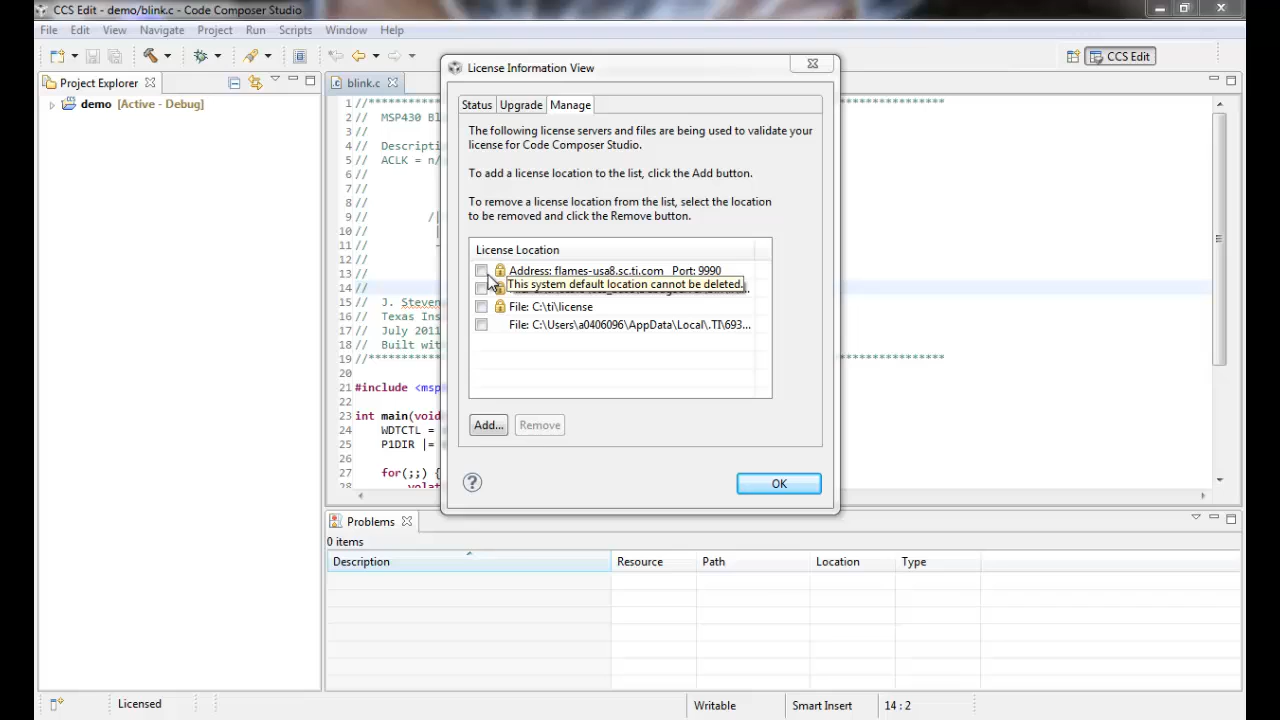 CCS Edit - demo/blink.c - Code Composer Studio
File Edit View Navigate Project Run Scripts Window Help
CCS Edit
Project Explorer
demo [Active - Debug]
blink.c
License Information View
Status Upgrade Manage
The following license servers and files are being used to validate your
license for Code Composer Studio.
To add a license location to the list, click the Add button.
To remove a license location from the list, select the location
to be removed and click the Remove button.
License Location
Address: flames-usa8.sc.ti.com Port: 9990
This system default location cannot be deleted.
File: C:\ti\license
File: C:\Users\a0406096\AppData\Local\.TI\693...
Add... Remove
OK
1 //***
2 // MSP430 Bl
3 //
4 // Descripti
5 // ACLK = n/
6 //
7 //
8 //
9 // /|
10 // |
11 // -
12 //
13 //
14 //
15 // J. Steven
16 // Texas Ins
17 // July 2011
18 // Built wit
19 //***
20
21 #include <msp
22
23 int main(void
24 WDTCTL =
25 P1DIR |=
26
27 for(;;) {
28 volat
Problems
0 items
Description Resource Path Location Type
Licensed Writable Smart Insert 14 : 2